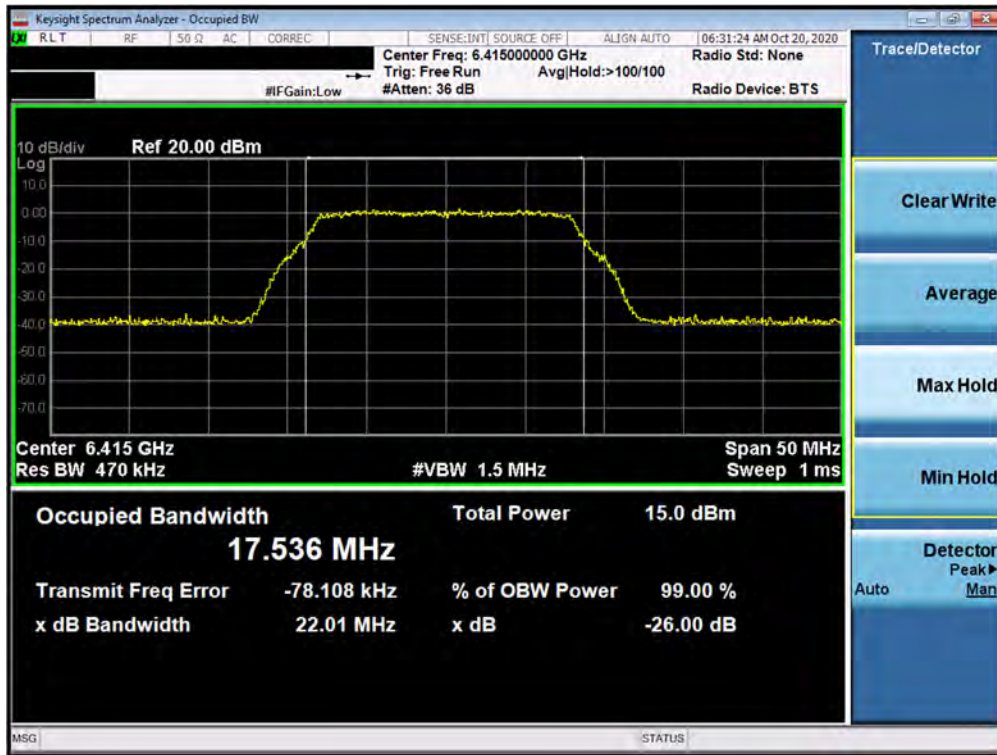 Keysight Spectrum Analyzer - Occupied BW
LXI RLT RF 50 Ω AC CORREC SENSE:INT SOURCE OFF ALIGN AUTO 06:31:24 AM Oct 20, 2020
Center Freq: 6.415000000 GHz Radio Std: None
Trig: Free Run Avg|Hold:>100/100
#IFGain:Low #Atten: 36 dB Radio Device: BTS
10 dB/div Ref 20.00 dBm
Log
10.0
0.00
-10.0
-20.0
-30.0
-40.0
-50.0
-60.0
-70.0
Center 6.415 GHz Span 50 MHz
Res BW 470 kHz #VBW 1.5 MHz Sweep 1 ms
Occupied Bandwidth Total Power 15.0 dBm
17.536 MHz
Transmit Freq Error -78.108 kHz % of OBW Power 99.00 %
x dB Bandwidth 22.01 MHz x dB -26.00 dB
MSG STATUS
Trace/Detector
Clear Write
Average
Max Hold
Min Hold
Detector
Peak▶
Auto Man